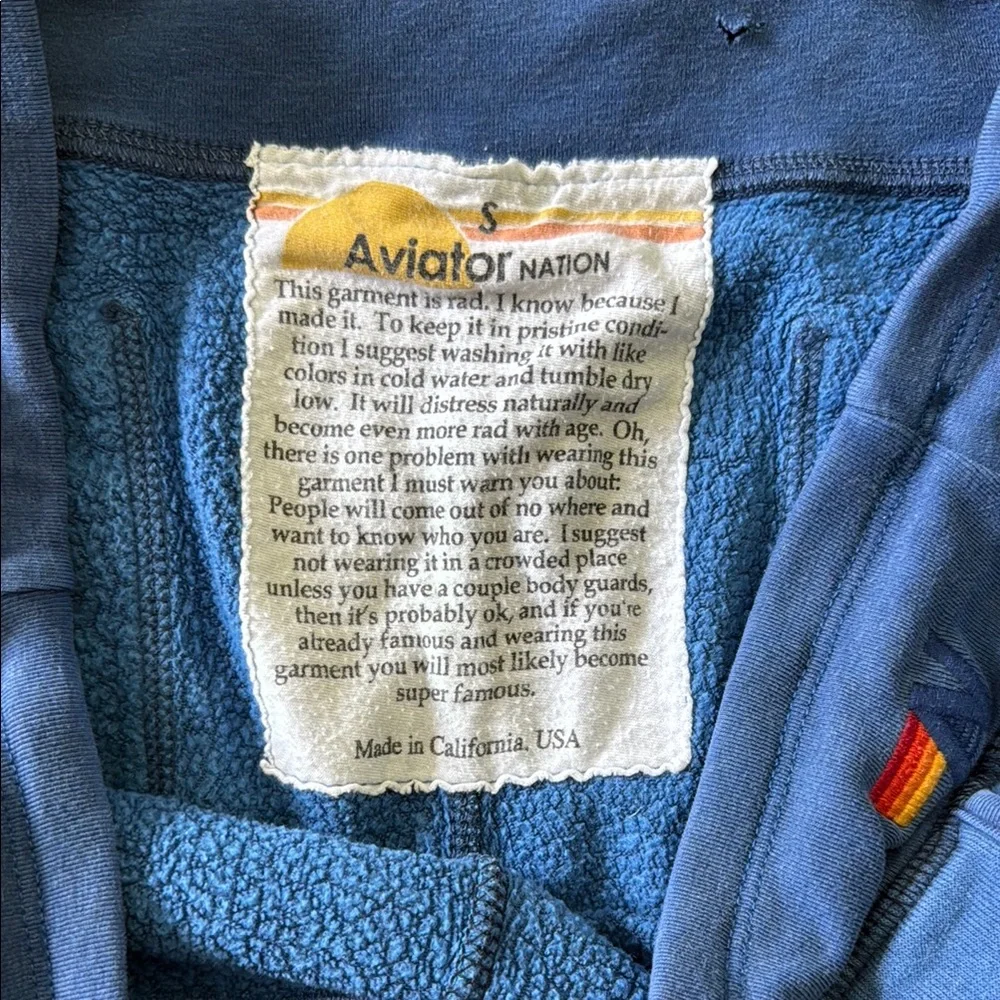 S
Aviator NATION
This garment is rad. I know because I
made it. To keep it in pristine condi-
tion I suggest washing it with like
colors in cold water and tumble dry
low. It will distress naturally and
become even more rad with age. Oh,
there is one problem with wearing this
garment I must warn you about:
People will come out of no where and
want to know who you are. I suggest
not wearing it in a crowded place
unless you have a couple body guards,
then it's probably ok, and if you're
already famous and wearing this
garment you will most likely become
super famous.
Made in California, USA